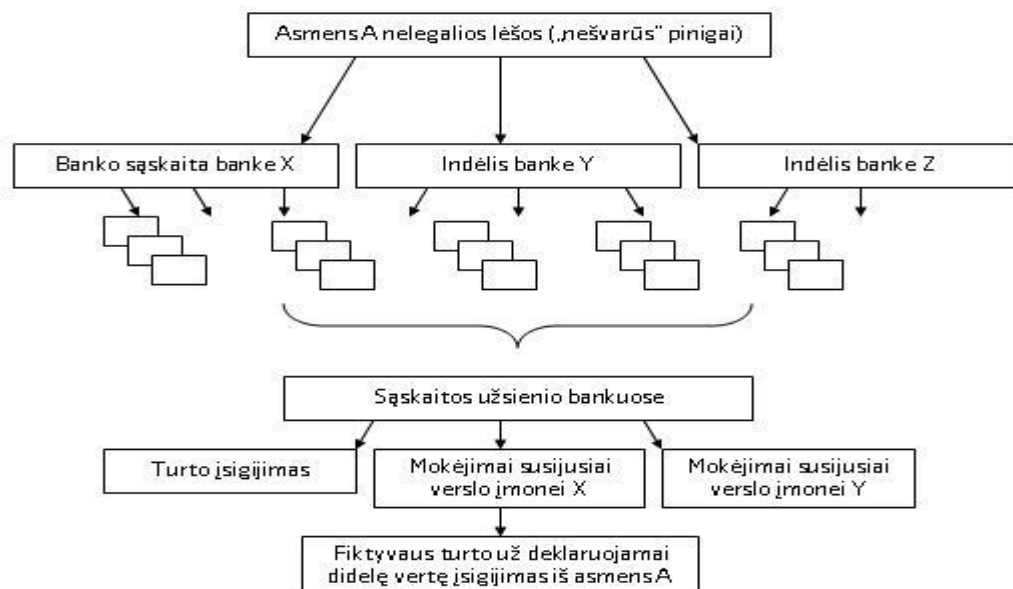 Asmens A nelegalios lėšos („nešvarūs" pinigai)
Banko sąskaita banke X
Indėlis banke Y
Indėlis banke Z
Sąskaitos užsienio bankuose
Turto įsigijimas
Mokėjimai susijusiai
verslo įmonei X
Mokėjimai susijusiai
verslo įmonei Y
Fiktyvaus turto už deklaruojamai
didelę vertę įsigijimas iš asmens A